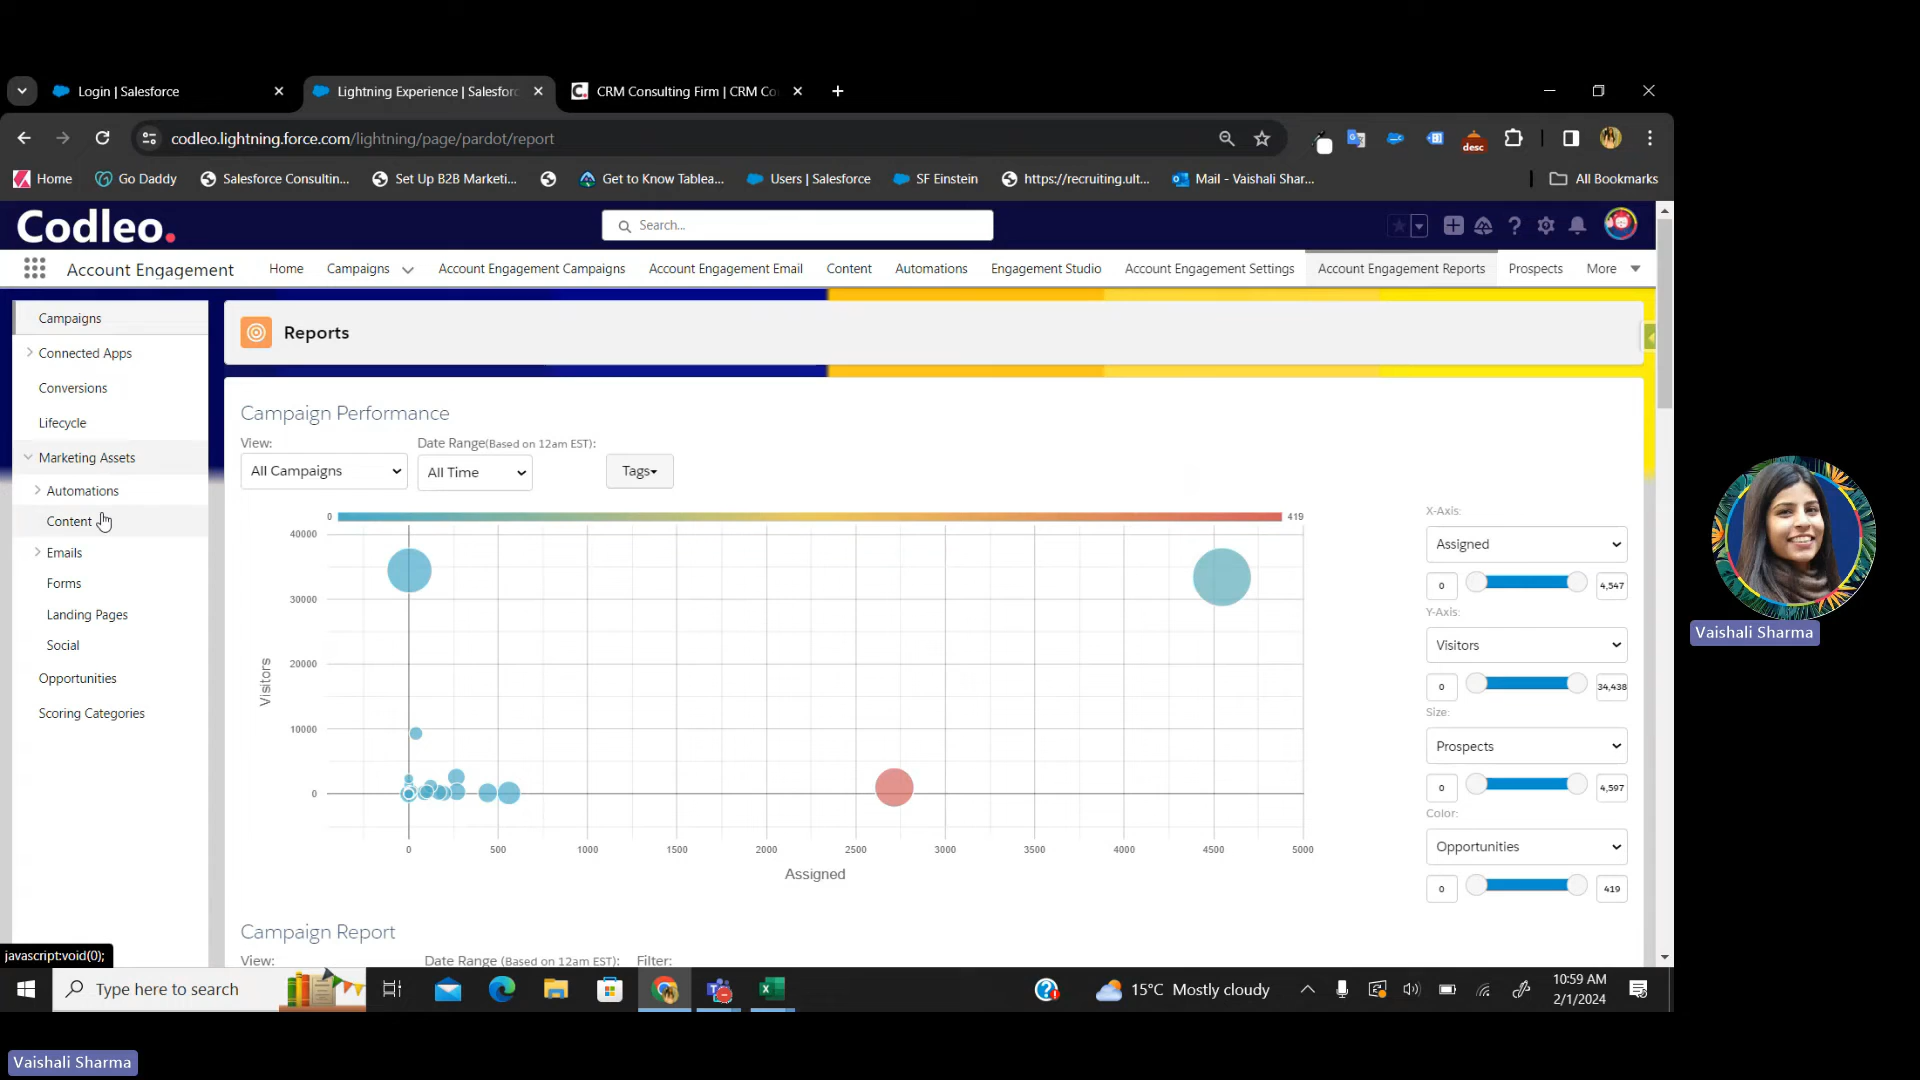 Login | Salesforce
Lightning Experience | Salesforc
CRM Consulting Firm | CRM Co
codleo.lightning.force.com/lightning/page/pardot/report
desc
Home
Go Daddy
Salesforce Consultin...
Set Up B2B Marketi...
Get to Know Tablea...
Users | Salesforce
SF Einstein
https://recruiting.ult...
Mail - Vaishali Shar...
All Bookmarks
Codleo.
Search...
Account Engagement
Home
Campaigns
Account Engagement Campaigns
Account Engagement Email
Content
Automations
Engagement Studio
Account Engagement Settings
Account Engagement Reports
Prospects
More
Campaigns
Connected Apps
Conversions
Lifecycle
Marketing Assets
Automations
Content
Emails
Forms
Landing Pages
Social
Opportunities
Scoring Categories
Reports
Campaign Performance
View:
Date Range(Based on 12am EST):
All Campaigns
All Time
Tags
0
419
40000
30000
20000
10000
0
Visitors
0
500
1000
1500
2000
2500
3000
3500
4000
4500
5000
Assigned
X-Axis:
Assigned
0
4,547
Y-Axis:
Visitors
0
34,438
Size:
Prospects
0
4,597
Color:
Opportunities
0
419
Campaign Report
View:
Date Range (Based on 12am EST):
Filter:
javascript:void(0);
Type here to search
15°C Mostly cloudy
10:59 AM
2/1/2024
Vaishali Sharma
Vaishali Sharma